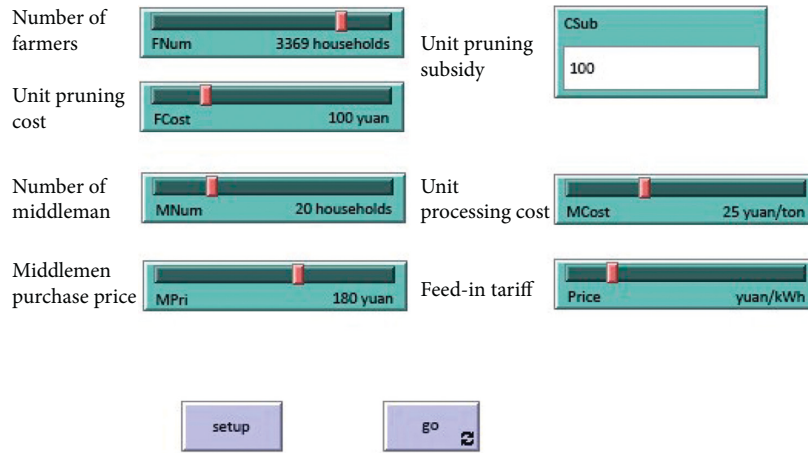 Number of
farmers
FNum 3369 households
Unit pruning
subsidy
CSub
100
Unit pruning
cost
FCost 100 yuan
Number of
middleman
MNum 20 households
Unit
processing cost
MCost 25 yuan/ton
Middlemen
purchase price
MPri 180 yuan
Feed-in tariff
Price yuan/kWh
setup
go